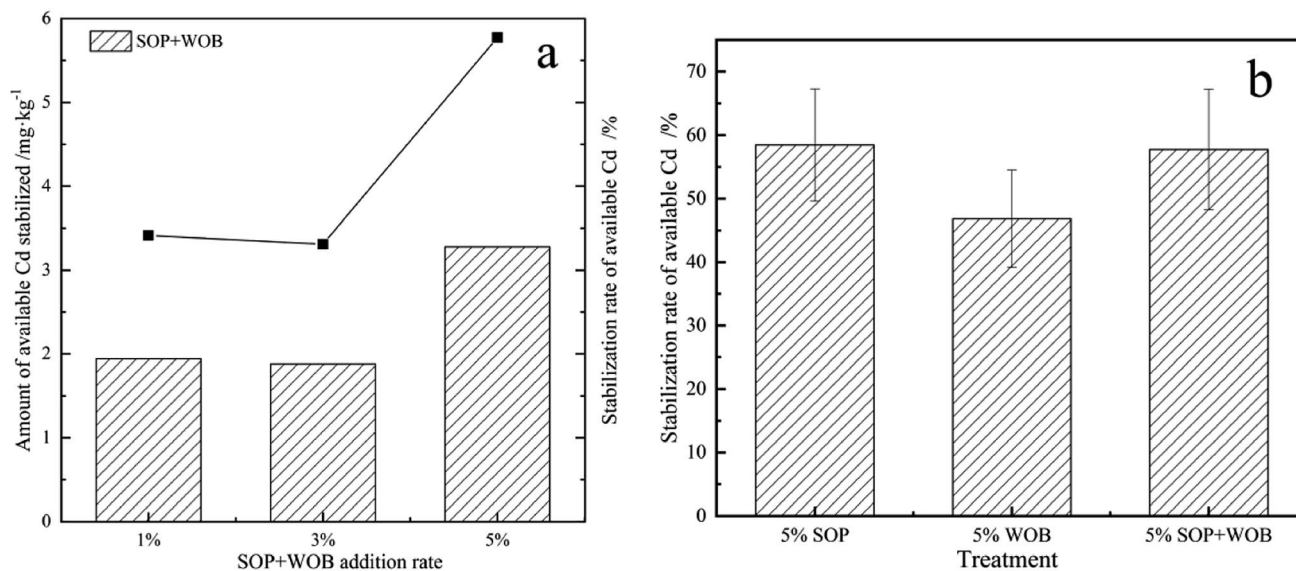 a
SOP+WOB
6
5
4
3
2
1
0
Amount of available Cd stabilized /mg·kg⁻¹
Stabilization rate of available Cd /%
1% 3% 5%
SOP+WOB addition rate
b
70
60
50
40
30
20
10
0
Stabilization rate of available Cd /%
5% SOP 5% WOB 5% SOP+WOB
Treatment